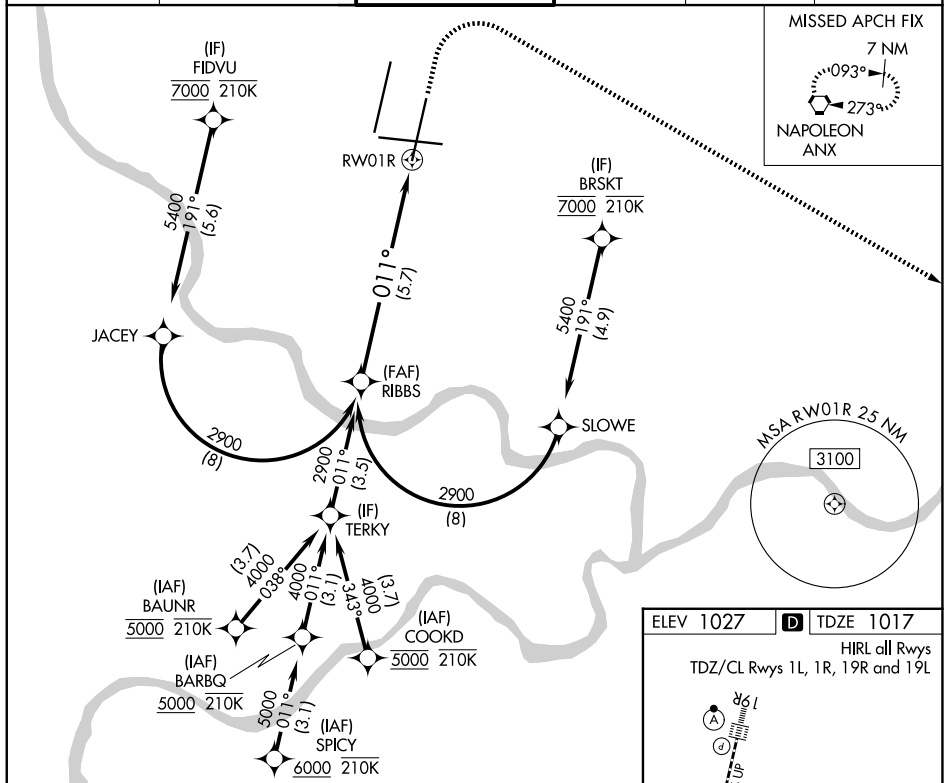 MISSED APCH FIX
7 NM
093°
273°
NAPOLEON
ANX
(IF)
FIDVU
7000 210K
RW01R
(IF)
BRSKT
7000 210K
5400
191°
(5.6)
011°
(5.7)
5400
191°
(4.9)
JACEY
(FAF)
RIBBS
SLOWE
2900
(8)
2900
011°
(3.5)
2900
(8)
MSA RW01R 25 NM
3100
(IF)
TERKY
(3.7)
4000
038°
4000
011°
(3.1)
(3.7)
4000
343°
(IAF)
BAUNR
5000 210K
(IAF)
COOKD
5000 210K
(IAF)
BARBQ
5000 210K
5000
011°
(3.1)
(IAF)
SPICY
6000 210K
ELEV 1027 D TDZE 1017
HIRL all Rwys
TDZ/CL Rwys 1L, 1R, 19R and 19L
19R
A
P
UP